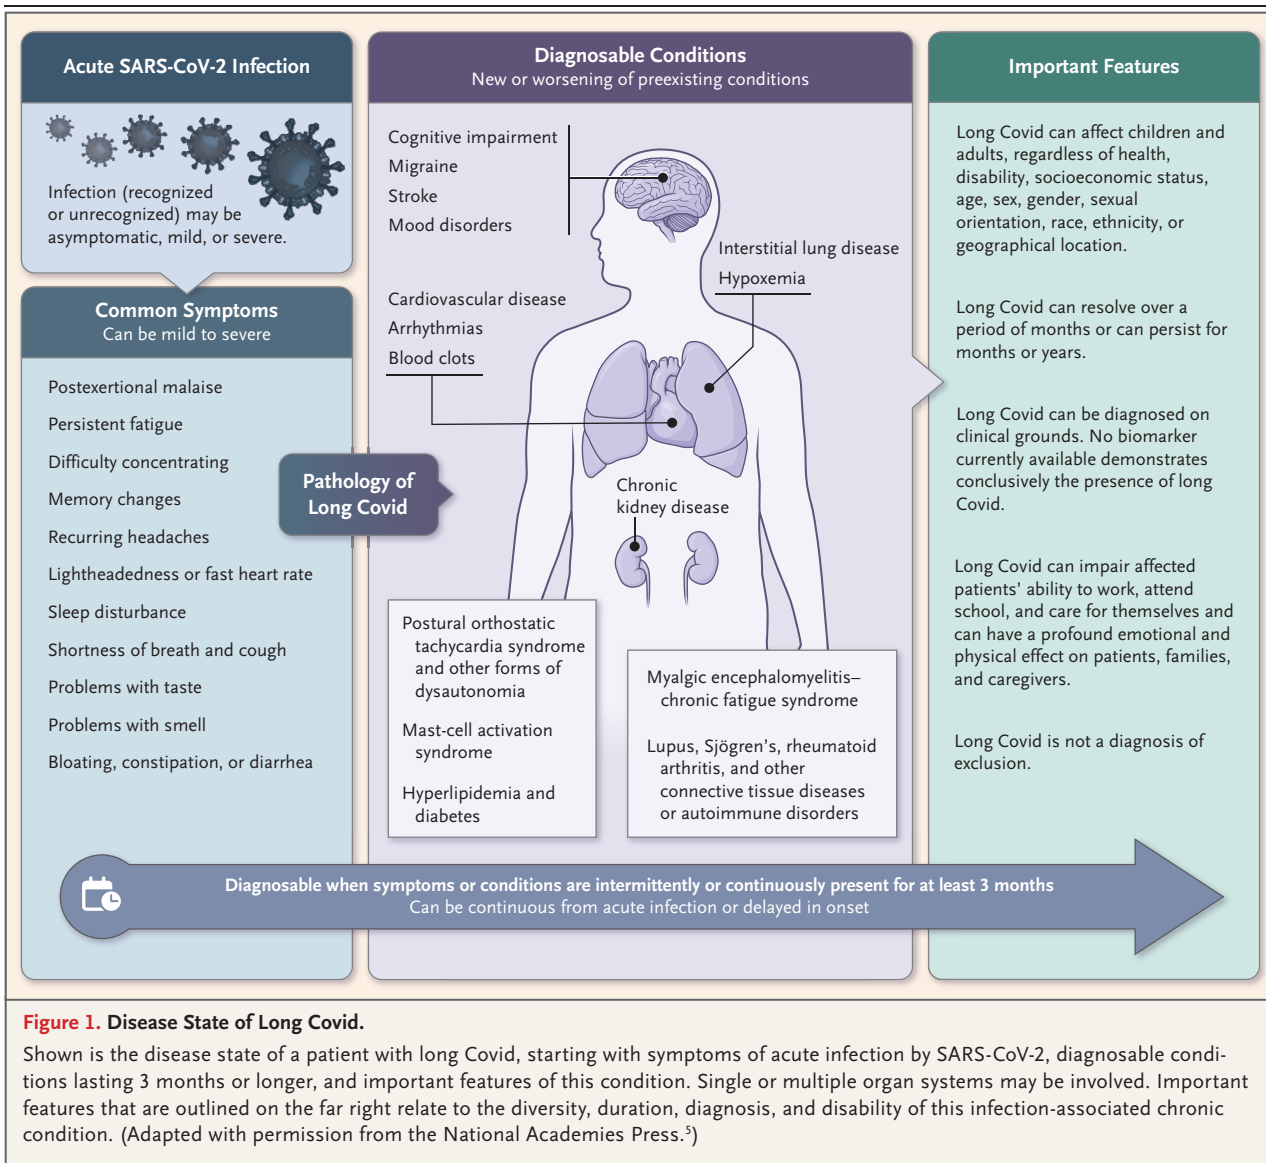 Acute SARS-CoV-2 Infection
Infection (recognized
or unrecognized) may be
asymptomatic, mild, or severe.
Common Symptoms
Can be mild to severe
Postexertional malaise
Persistent fatigue
Difficulty concentrating
Memory changes
Recurring headaches
Lightheadedness or fast heart rate
Sleep disturbance
Shortness of breath and cough
Problems with taste
Problems with smell
Bloating, constipation, or diarrhea
Pathology of
Long Covid
Diagnosable Conditions
New or worsening of preexisting conditions
Cognitive impairment
Migraine
Stroke
Mood disorders
Interstitial lung disease
Hypoxemia
Cardiovascular disease
Arrhythmias
Blood clots
Chronic
kidney disease
Postural orthostatic
tachycardia syndrome
and other forms of
dysautonomia
Mast-cell activation
syndrome
Hyperlipidemia and
diabetes
Myalgic encephalomyelitis–
chronic fatigue syndrome
Lupus, Sjögren's, rheumatoid
arthritis, and other
connective tissue diseases
or autoimmune disorders
Important Features
Long Covid can affect children and
adults, regardless of health,
disability, socioeconomic status,
age, sex, gender, sexual
orientation, race, ethnicity, or
geographical location.
Long Covid can resolve over a
period of months or can persist for
months or years.
Long Covid can be diagnosed on
clinical grounds. No biomarker
currently available demonstrates
conclusively the presence of long
Covid.
Long Covid can impair affected
patients' ability to work, attend
school, and care for themselves and
can have a profound emotional and
physical effect on patients, families,
and caregivers.
Long Covid is not a diagnosis of
exclusion.
Diagnosable when symptoms or conditions are intermittently or continuously present for at least 3 months
Can be continuous from acute infection or delayed in onset
Figure 1. Disease State of Long Covid.
Shown is the disease state of a patient with long Covid, starting with symptoms of acute infection by SARS-CoV-2, diagnosable condi-
tions lasting 3 months or longer, and important features of this condition. Single or multiple organ systems may be involved. Important
features that are outlined on the far right relate to the diversity, duration, diagnosis, and disability of this infection-associated chronic
condition. (Adapted with permission from the National Academies Press.5)